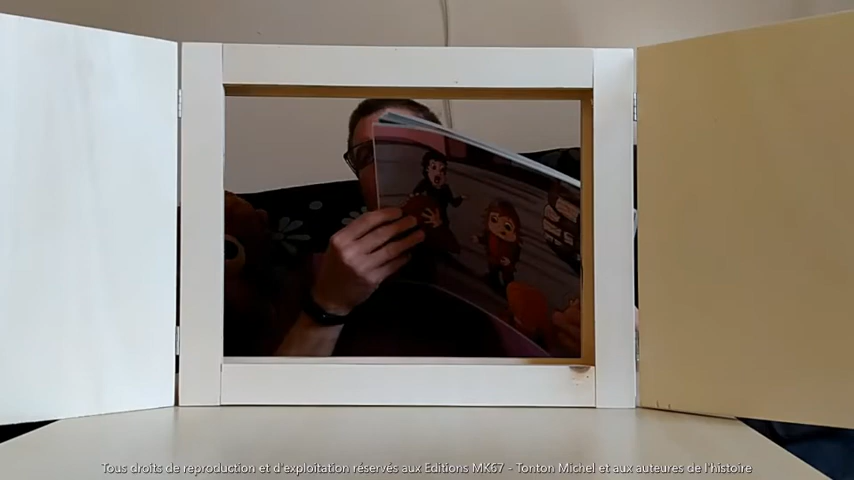 Tous droits de reproduction et d'exploitation réservés aux Editions MK67 - Tonton Michel et aux auteures de l'histoire